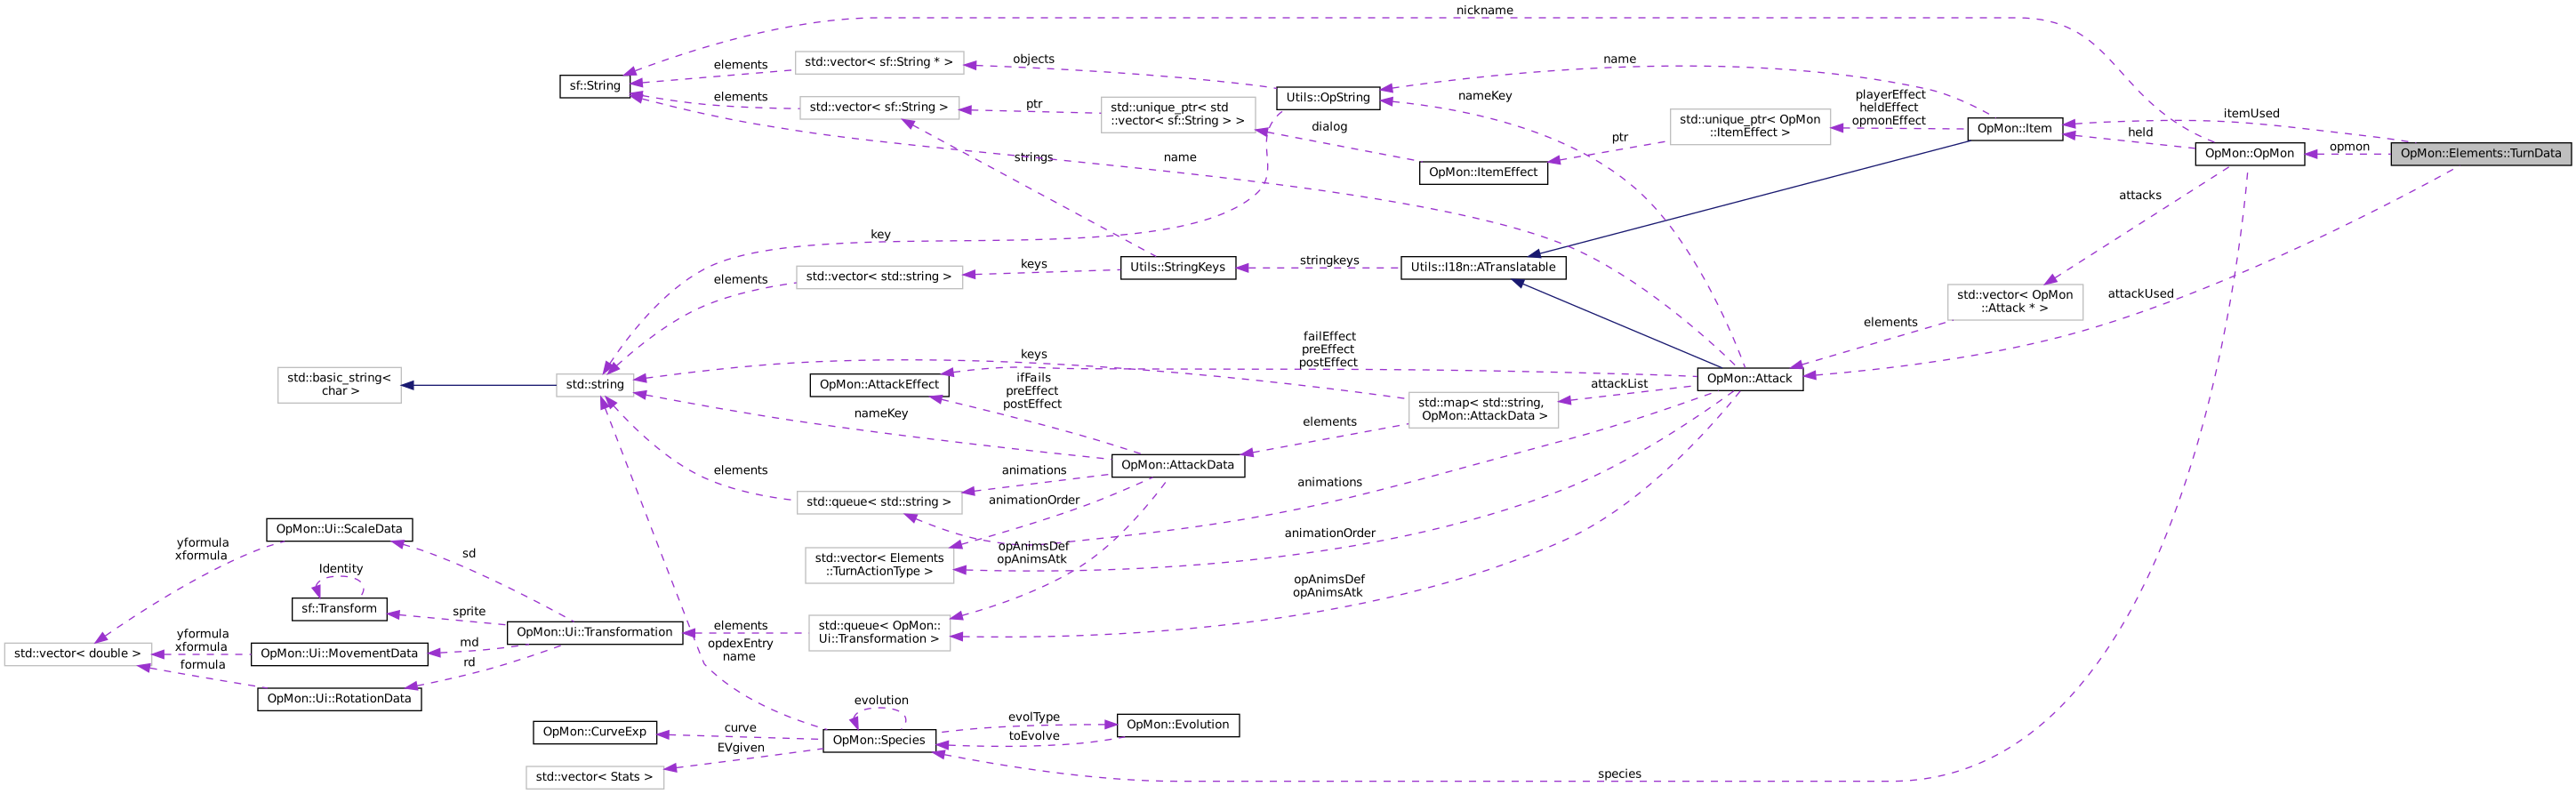 nickname
sf::String
elements
std::vector< sf::String * >
objects
Utils::OpString
name
nameKey
elements
std::vector< sf::String >
ptr
std::unique_ptr< std
::vector< sf::String > >
dialog
OpMon::ItemEffect
ptr
std::unique_ptr< OpMon
::ItemEffect >
playerEffect
heldEffect
opmonEffect
OpMon::Item
itemUsed
held
OpMon::OpMon
opmon
OpMon::Elements::TurnData
strings
name
attacks
key
elements
std::vector< std::string >
keys
Utils::StringKeys
stringkeys
Utils::I18n::ATranslatable
std::vector< OpMon
::Attack * >
attackUsed
elements
std::basic_string<
char >
std::string
keys
OpMon::AttackEffect
failEffect
preEffect
postEffect
ifFails
preEffect
postEffect
nameKey
std::map< std::string,
OpMon::AttackData >
attackList
OpMon::Attack
elements
OpMon::AttackData
elements
std::queue< std::string >
animations
animationOrder
animations
std::vector< Elements
::TurnActionType >
opAnimsDef
opAnimsAtk
animationOrder
opAnimsDef
opAnimsAtk
OpMon::Ui::ScaleData
yformula
xformula
sd
Identity
sf::Transform
sprite
std::vector< double >
yformula
xformula
OpMon::Ui::MovementData
md
OpMon::Ui::Transformation
elements
std::queue< OpMon::
Ui::Transformation >
formula
OpMon::Ui::RotationData
rd
opdexEntry
name
OpMon::CurveExp
curve
evolution
OpMon::Species
evolType
toEvolve
OpMon::Evolution
EVgiven
std::vector< Stats >
species